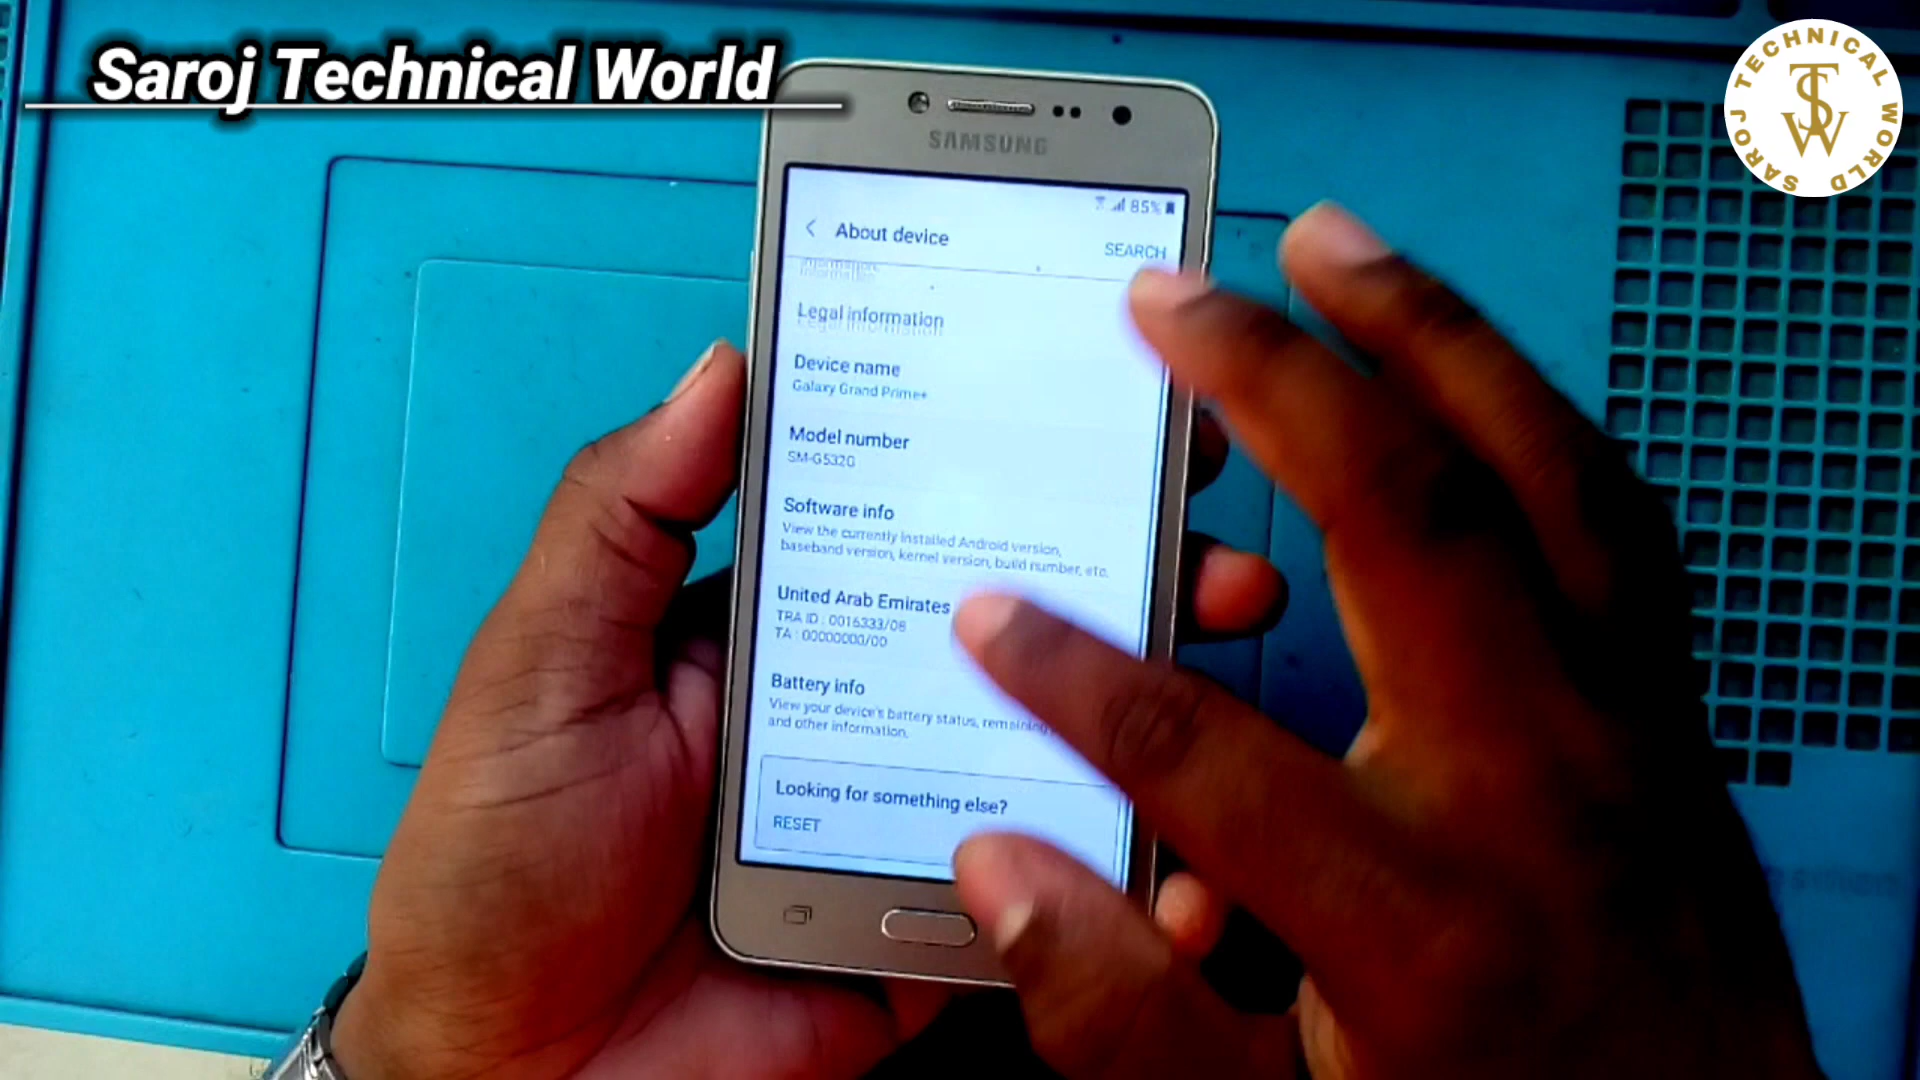 Saroj Technical World
SAROJ TECHNICAL WORLD
STW
SAMSUNG
85%
About device
SEARCH
information.
Legal information
Device name
Galaxy Grand Prime+
Model number
SM-G532G
Software info
View the currently installed Android version,
baseband version, kernel version, build number, etc.
United Arab Emirates
TRA ID : 0016333/08
TA : 00000000/00
Battery info
View your device's battery status, remaining
and other information.
Looking for something else?
RESET